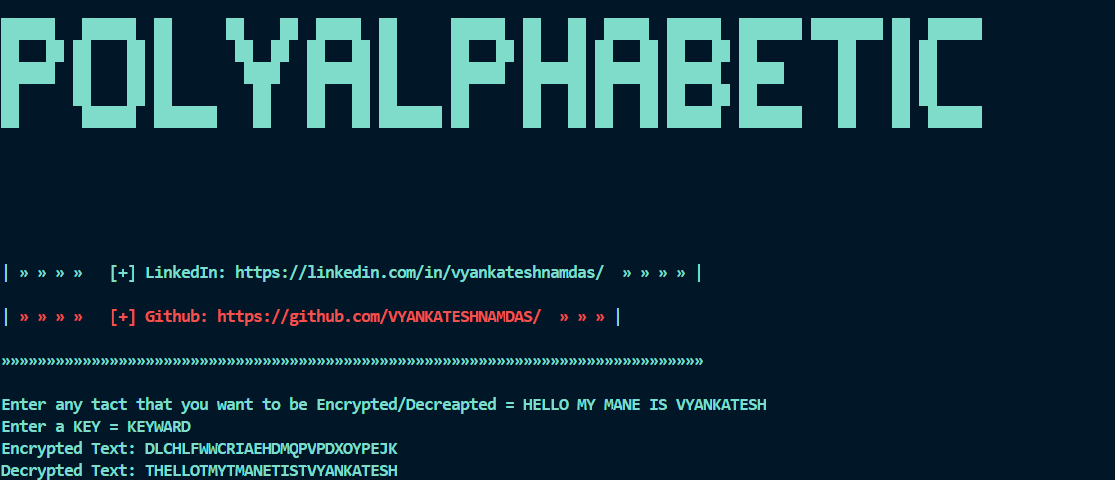 POLYALPHABETIC
| » » » »   [+] LinkedIn: https://linkedin.com/in/vyankateshnamdas/  » » » » |
| » » » »   [+] Github: https://github.com/VYANKATESHNAMDAS/  » » » |
»»»»»»»»»»»»»»»»»»»»»»»»»»»»»»»»»»»»»»»»»»»»»»»»»»»»»»»»»»»»»»»»»»»»»»»»»»»»»»
Enter any tact that you want to be Encrypted/Decreapted = HELLO MY MANE IS VYANKATESH
Enter a KEY = KEYWARD
Encrypted Text: DLCHLFWWCRIAEHDMQPVPDXOYPEJK
Decrypted Text: THELLOTMYTMANETISTVYANKATESH